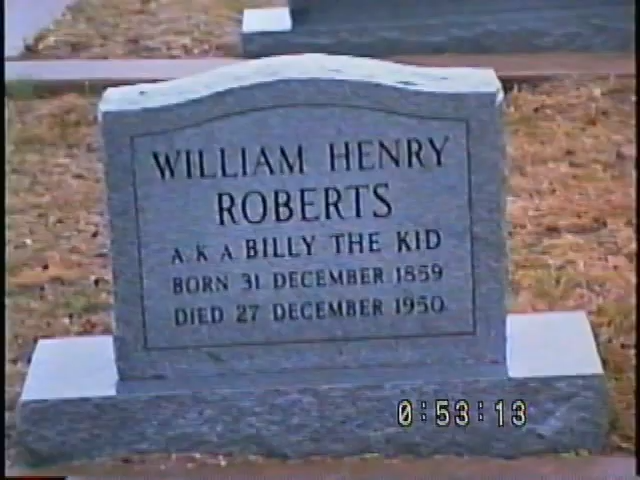 WILLIAM HENRY
ROBERTS
A K A BILLY THE KID
BORN 31 DECEMBER 1859
DIED 27 DECEMBER 1950
0:53:13